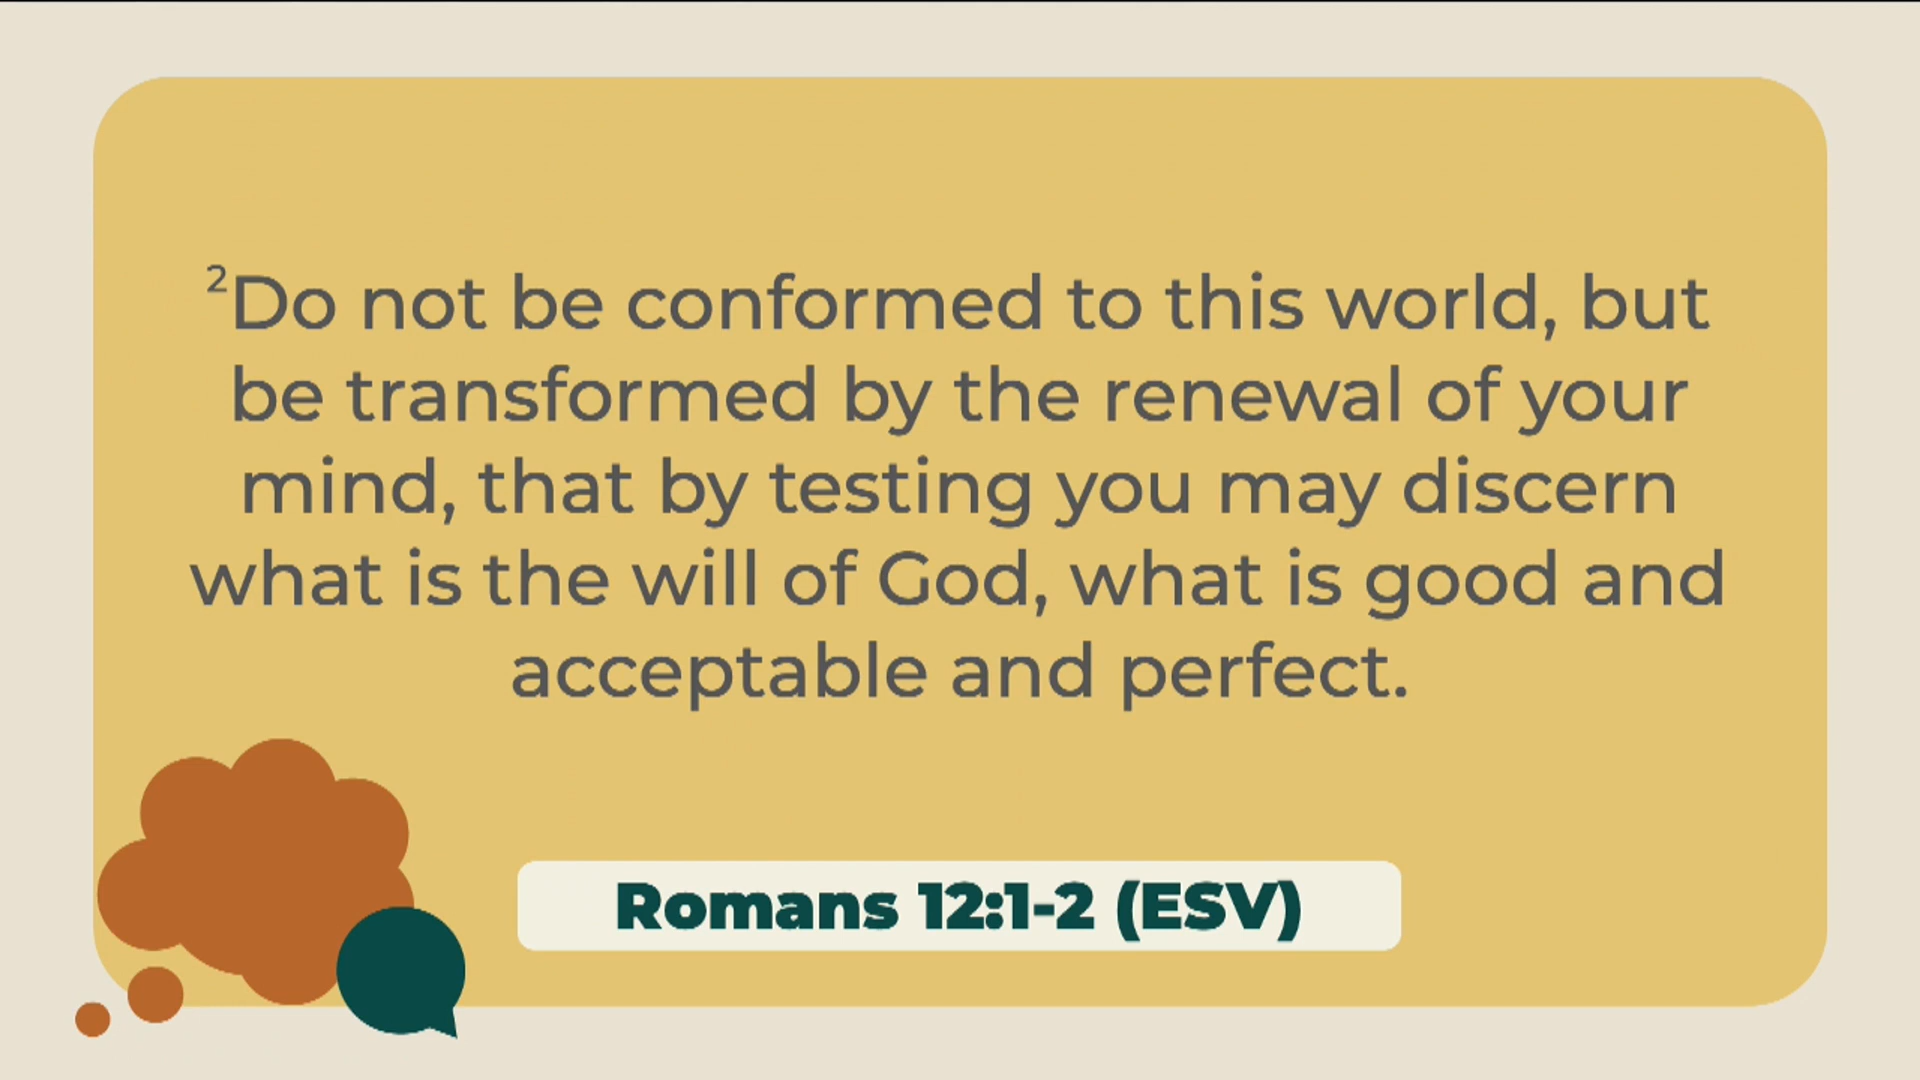 ²Do not be conformed to this world, but
be transformed by the renewal of your
mind, that by testing you may discern
what is the will of God, what is good and
acceptable and perfect.
Romans 12:1-2 (ESV)